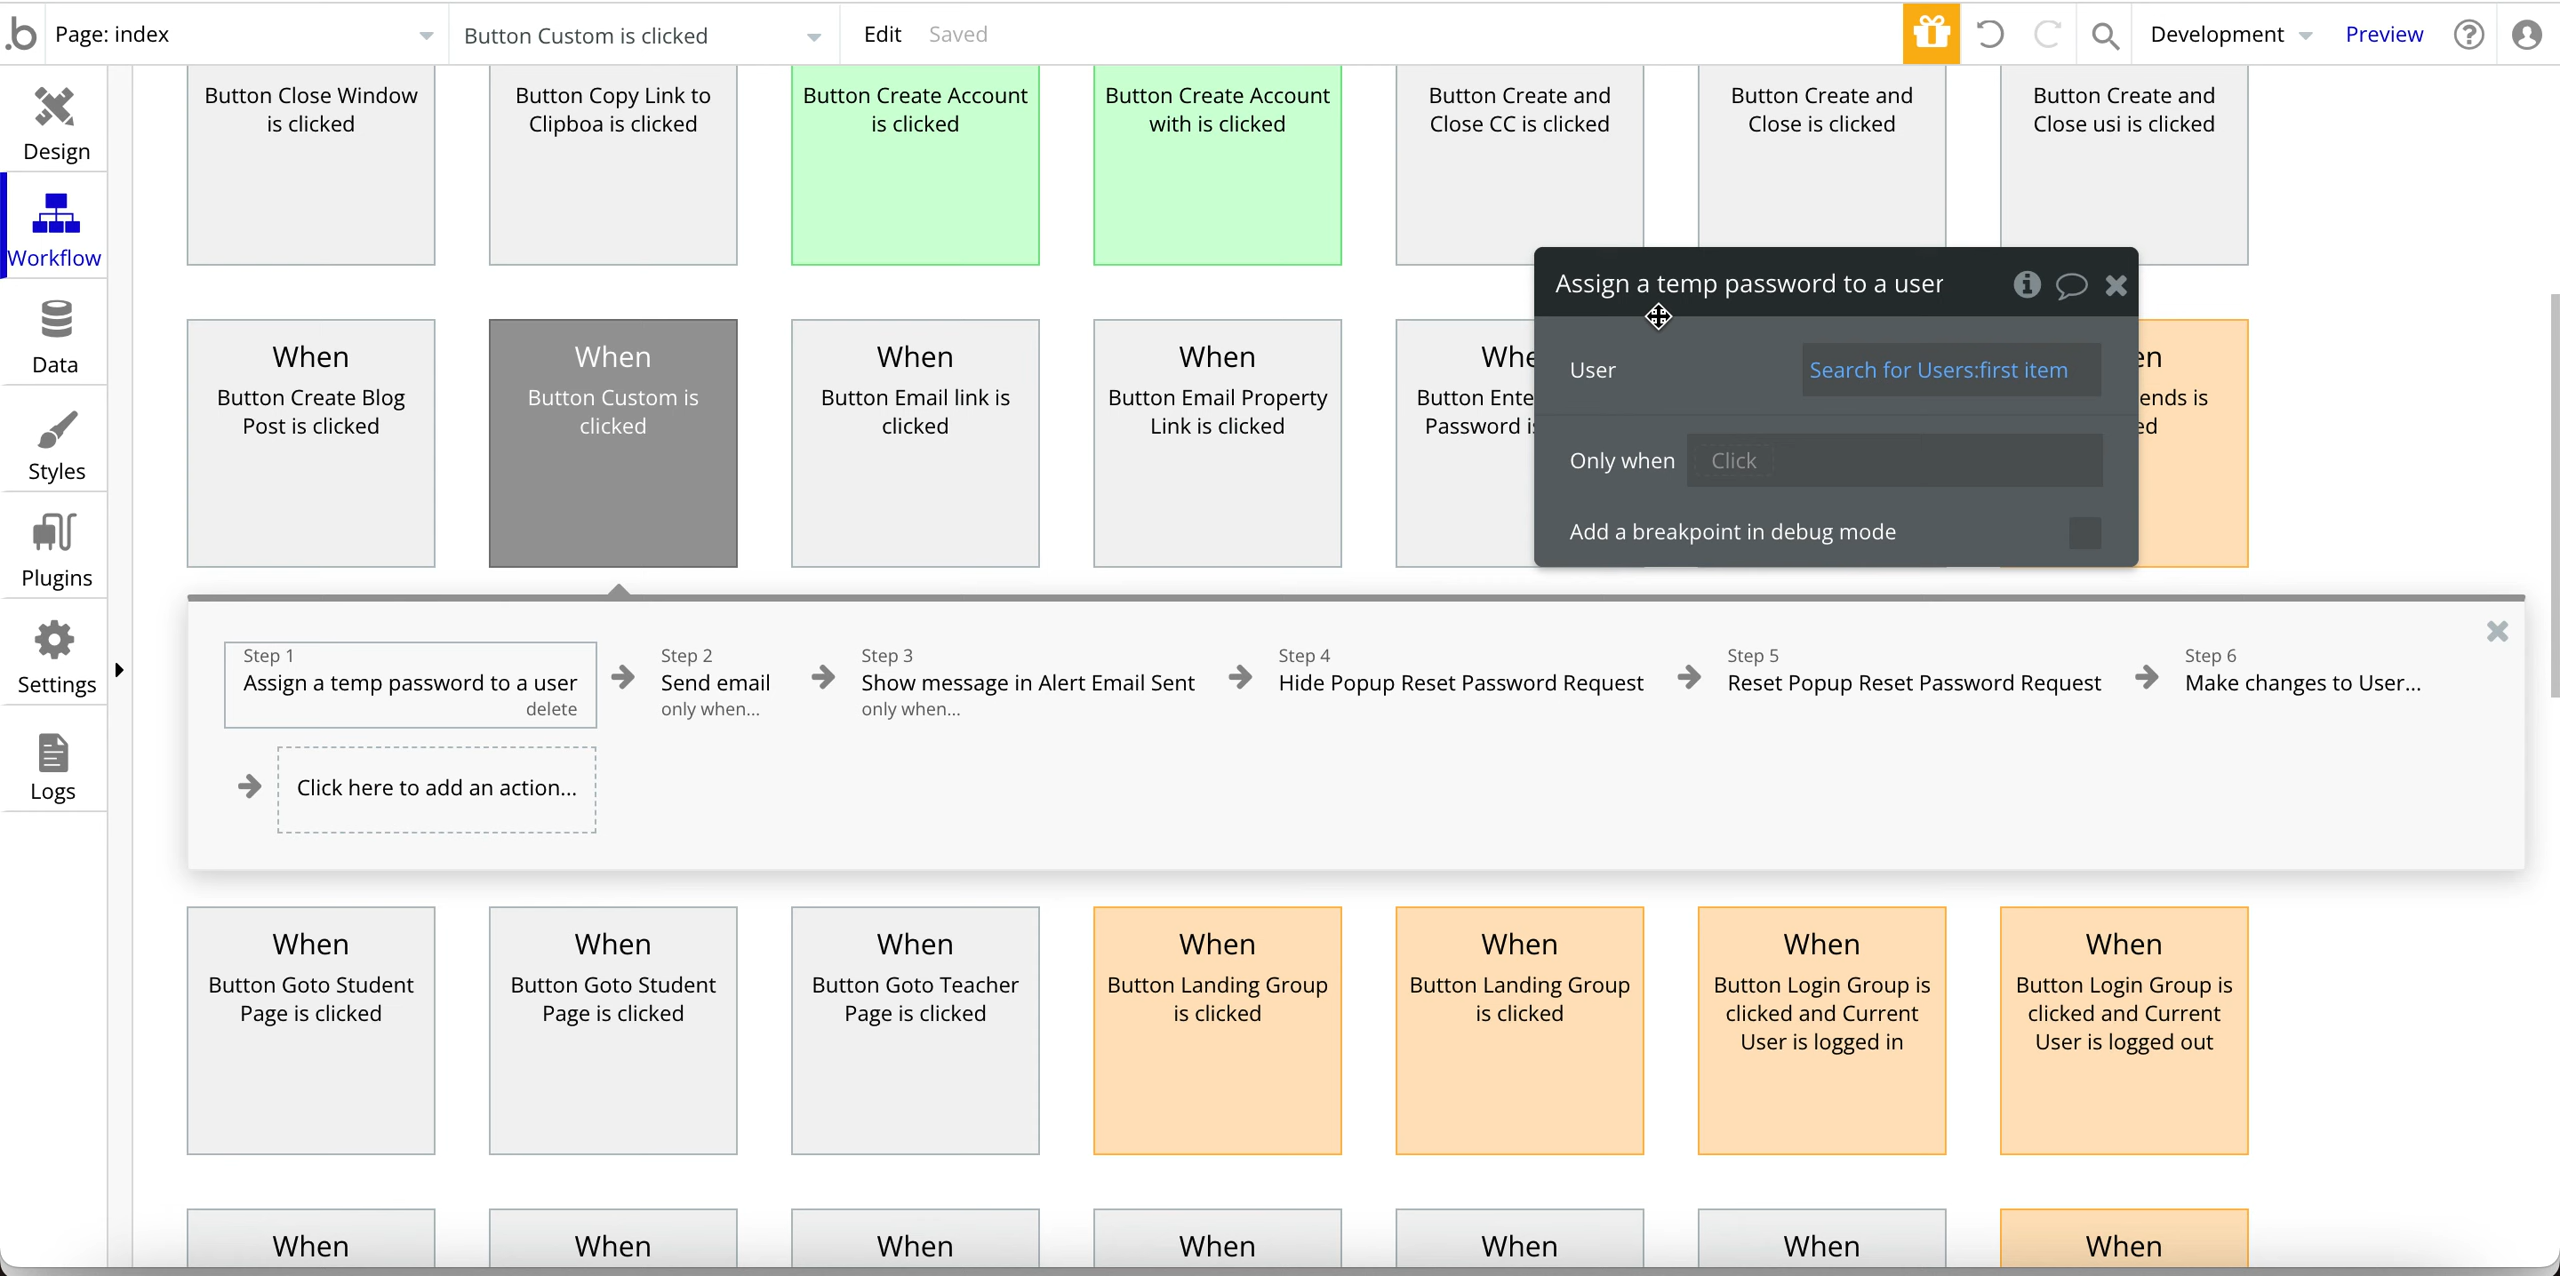 .b
Page: index
Button Custom is clicked
Edit
Saved
Development
Preview
Design
Workflow
Data
Styles
Plugins
Settings
Logs
Button Close Window
is clicked
Button Copy Link to
Clipboa is clicked
Button Create Account
is clicked
Button Create Account
with is clicked
Button Create and
Close CC is clicked
Button Create and
Close is clicked
Button Create and
Close usi is clicked
When
Button Create Blog
Post is clicked
When
Button Custom is
clicked
When
Button Email link is
clicked
When
Button Email Property
Link is clicked
Button
Password
ends is
Assign a temp password to a user
User
Search for Users:first item
Only when
Click
Add a breakpoint in debug mode
Step 1
Assign a temp password to a user
delete
Step 2
Send email
only when...
Step 3
Show message in Alert Email Sent
only when...
Step 4
Hide Popup Reset Password Request
Step 5
Reset Popup Reset Password Request
Step 6
Make changes to User...
Click here to add an action...
When
Button Goto Student
Page is clicked
When
Button Goto Student
Page is clicked
When
Button Goto Teacher
Page is clicked
When
Button Landing Group
is clicked
When
Button Landing Group
is clicked
When
Button Login Group is
clicked and Current
User is logged in
When
Button Login Group is
clicked and Current
User is logged out
When
When
When
When
When
When
When